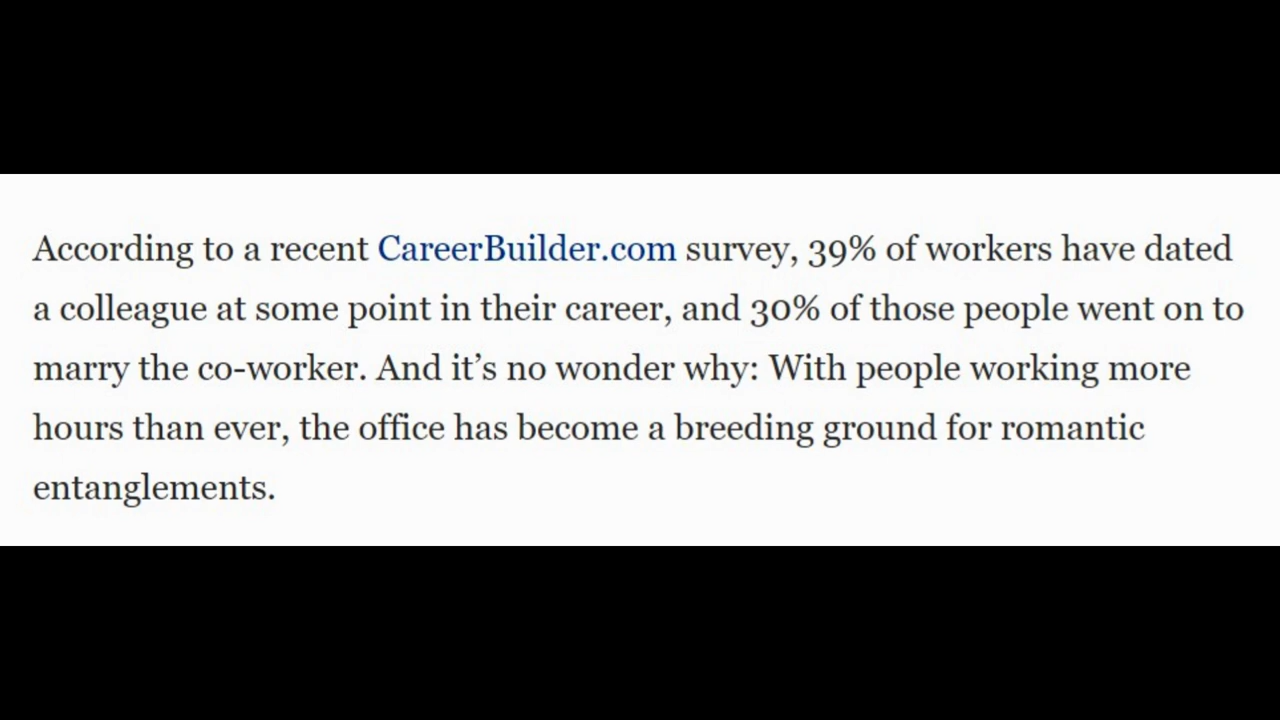 According to a recent CareerBuilder.com survey, 39% of workers have dated
a colleague at some point in their career, and 30% of those people went on to
marry the co-worker. And it’s no wonder why: With people working more
hours than ever, the office has become a breeding ground for romantic
entanglements.